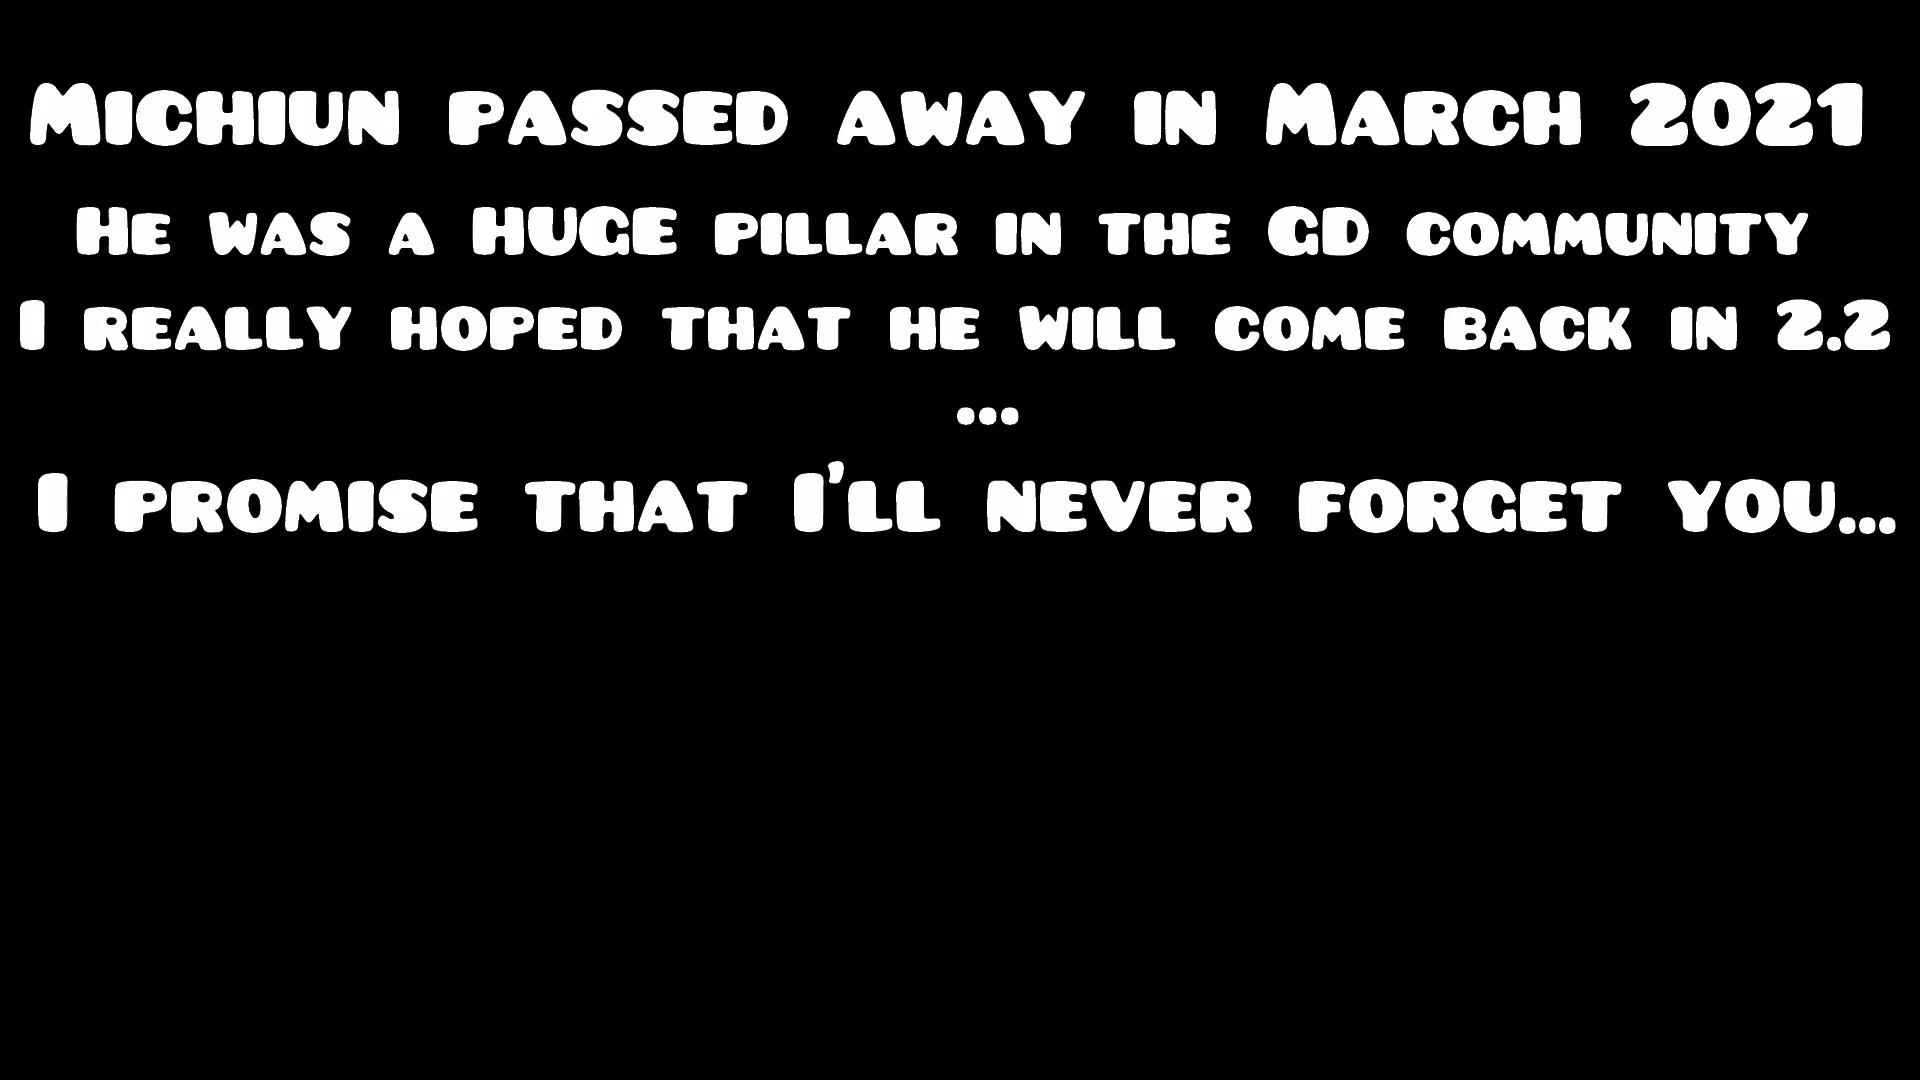 Michiun passed away in March 2021
He was a HUGE pillar in the GD community
I really hoped that he will come back in 2.2
...
I promise that I'll never forget you...